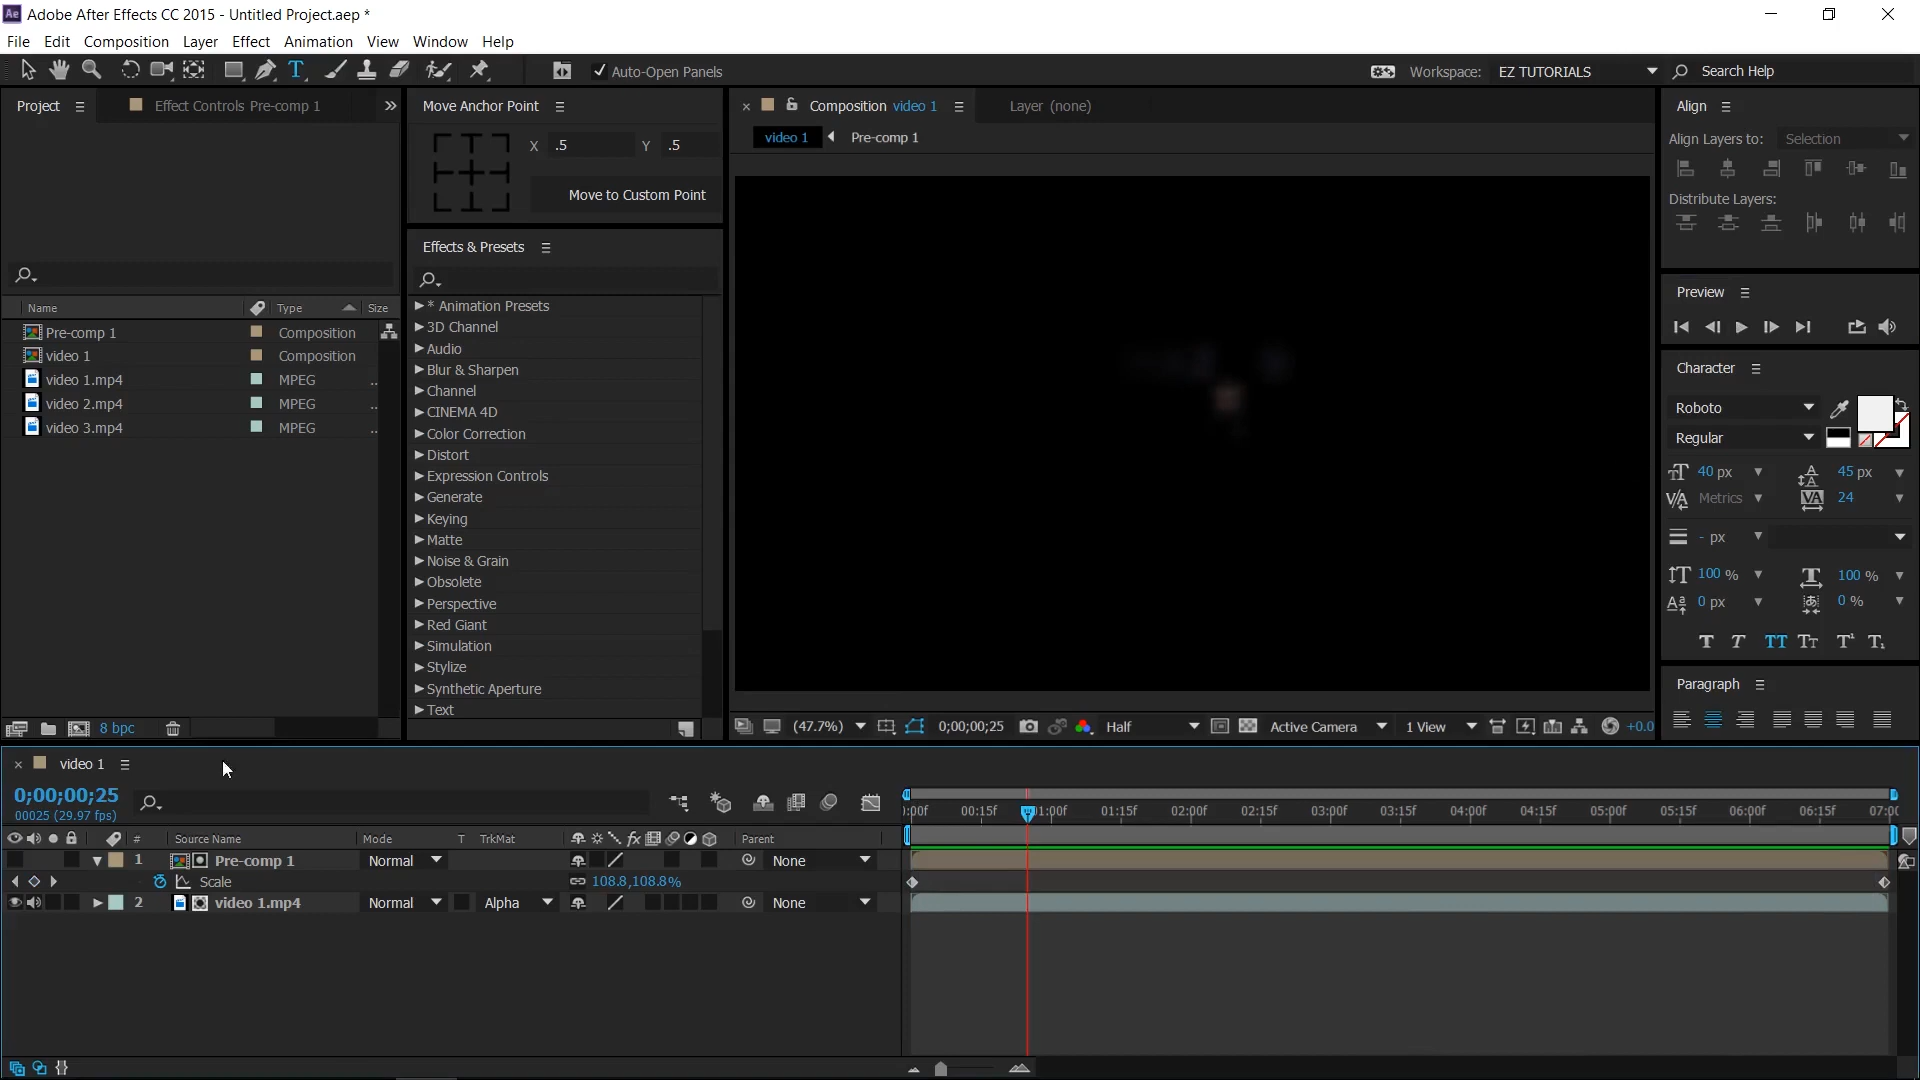 Ae Adobe After Effects CC 2015 - Untitled Project.aep *
File Edit Composition Layer Effect Animation View Window Help
T Auto-Open Panels Workspace: EZ TUTORIALS Search Help
Project Effect Controls Pre-comp 1 »
Move Anchor Point
X .5 Y .5
Move to Custom Point
Effects & Presets
* Animation Presets
3D Channel
Audio
Blur & Sharpen
Channel
CINEMA 4D
Color Correction
Distort
Expression Controls
Generate
Keying
Matte
Noise & Grain
Obsolete
Perspective
Red Giant
Simulation
Stylize
Synthetic Aperture
Text
Name Type Size
Pre-comp 1 Composition
video 1 Composition
video 1.mp4 MPEG ..
video 2.mp4 MPEG ..
video 3.mp4 MPEG ..
8 bpc
× Composition video 1 Layer (none)
video 1 Pre-comp 1
(47.7%) 0;00;00;25 Half Active Camera 1 View +0.0
Align
Align Layers to: Selection
Distribute Layers:
Preview
Character
Roboto
Regular
40 px 45 px
Metrics 24
- px
100 % 100 %
0 px 0 %
T T TT Tt T¹ T₁
Paragraph
× video 1
0;00;00;25
00025 (29.97 fps)
):00f 00:15f 01:00f 01:15f 02:00f 02:15f 03:00f 03:15f 04:00f 04:15f 05:00f 05:15f 06:00f 06:15f 07:00
# Source Name Mode T TrkMat fx Parent
1 Pre-comp 1 Normal None
Scale 108.8,108.8%
2 video 1.mp4 Normal Alpha None